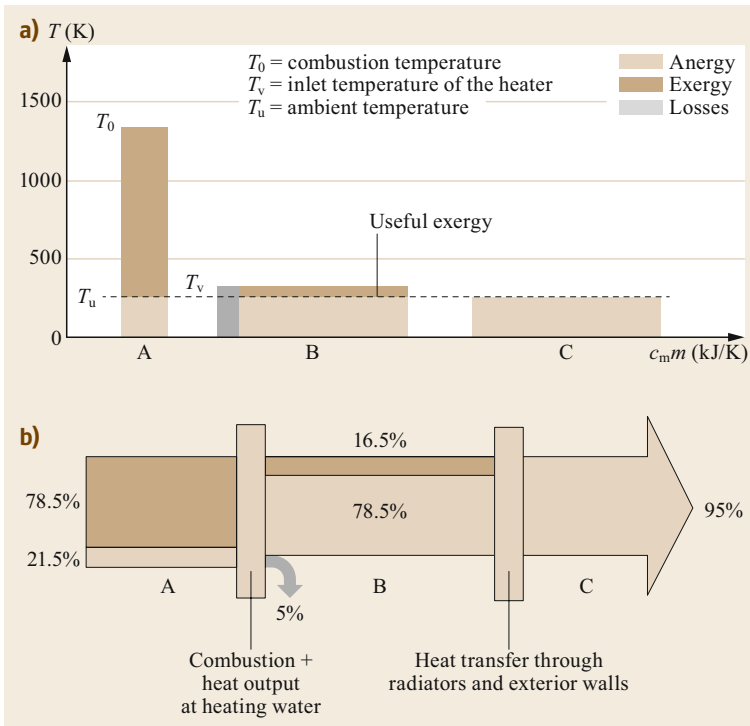 a) T (K)
T0 = combustion temperature
Tv = inlet temperature of the heater
Tu = ambient temperature
Anergy
Exergy
Losses
1500
T0
1000
Useful exergy
500
Tv
Tu
0
A
B
C
cmm (kJ/K)
b)
16.5%
78.5%
78.5%
95%
21.5%
A
B
C
5%
Combustion +
heat output
at heating water
Heat transfer through
radiators and exterior walls